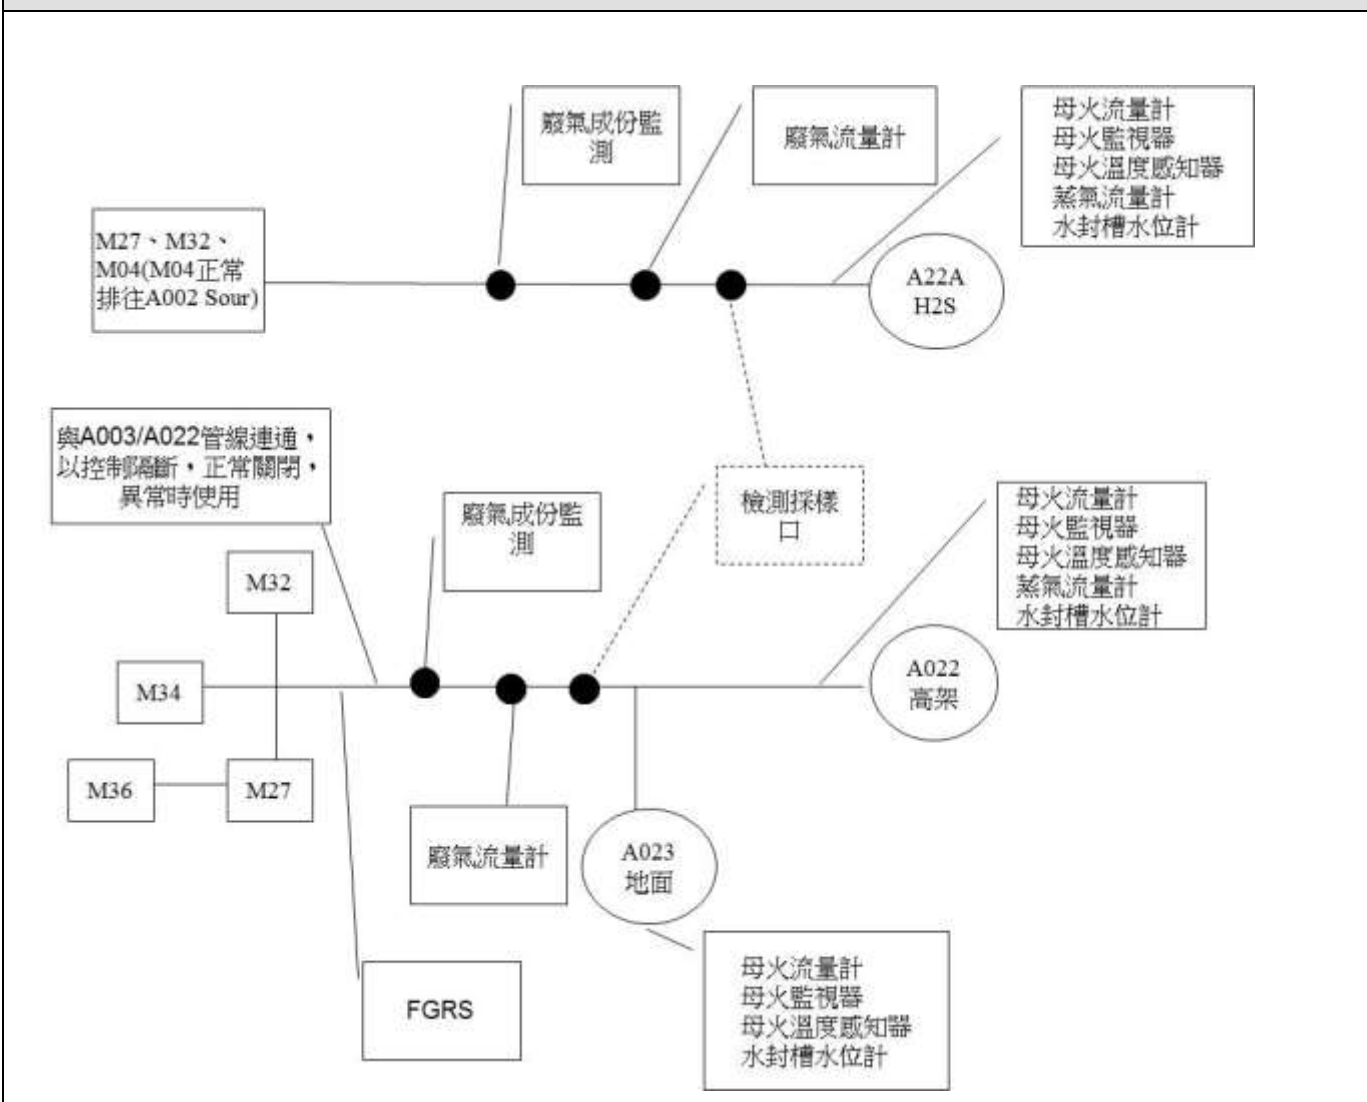 廢氣成份監
測
廢氣流量計
母火流量計
母火監視器
母火溫度感知器
蒸氣流量計
水封槽水位計
M27、M32、
M04(M04正常
排往A002 Sour)
A22A
H2S
與A003/A022管線連通，
以控制隔斷，正常關閉，
異常時使用
廢氣成份監
測
檢測採樣
口
母火流量計
母火監視器
母火溫度感知器
蒸氣流量計
水封槽水位計
M32
M34
A022
高架
M36
M27
廢氣流量計
A023
地面
FGRS
母火流量計
母火監視器
母火溫度感知器
水封槽水位計